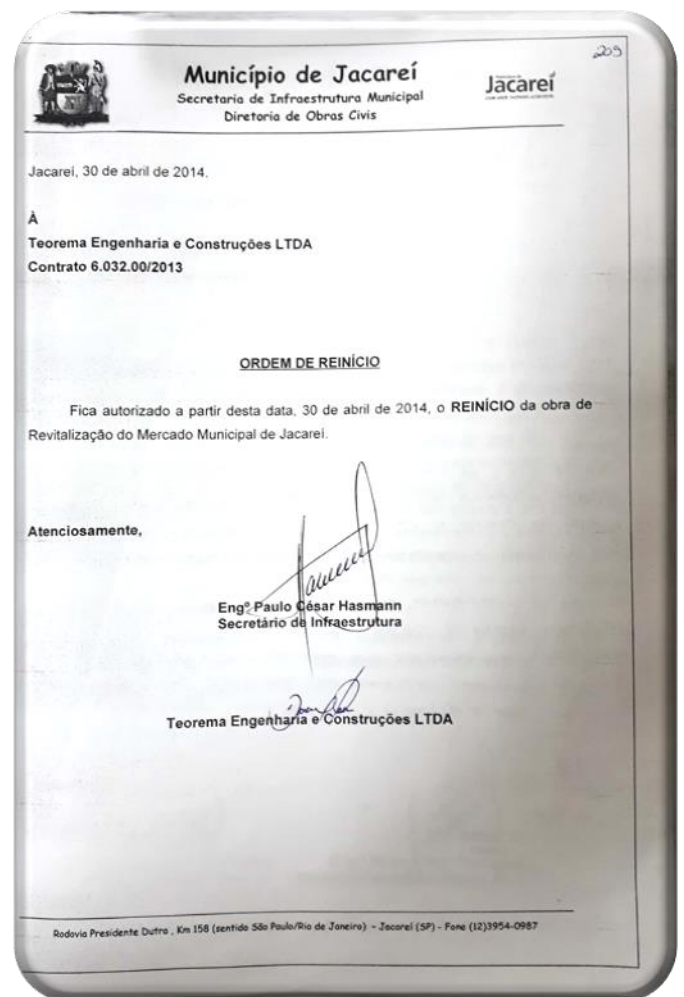 209
Município de Jacareí
Secretaria de Infraestrutura Municipal
Diretoria de Obras Civis
Jacareí
Jacareí, 30 de abril de 2014.
À
Teorema Engenharia e Construções LTDA
Contrato 6.032.00/2013
ORDEM DE REINÍCIO
Fica autorizado a partir desta data, 30 de abril de 2014, o REINÍCIO da obra de
Revitalização do Mercado Municipal de Jacareí.
Atenciosamente,
Engº Paulo César Hasmann
Secretário de Infraestrutura
Teorema Engenharia e Construções LTDA
Rodovia Presidente Dutra , Km 158 (sentido São Paulo/Rio de Janeiro) - Jacareí (SP) - Fone (12)3954-0987